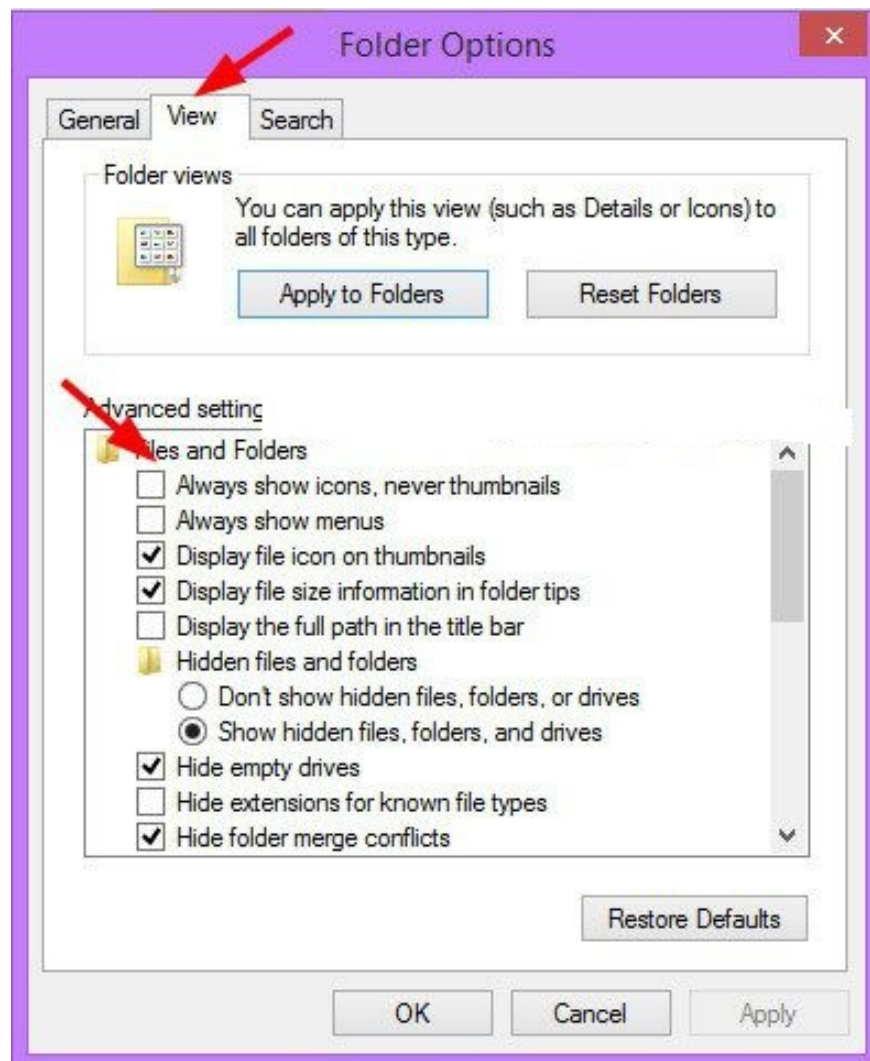 Folder Options
General View Search
Folder views
You can apply this view (such as Details or Icons) to
all folders of this type.
Apply to Folders Reset Folders
Advanced setting
Files and Folders
Always show icons, never thumbnails
Always show menus
Display file icon on thumbnails
Display file size information in folder tips
Display the full path in the title bar
Hidden files and folders
Don't show hidden files, folders, or drives
Show hidden files, folders, and drives
Hide empty drives
Hide extensions for known file types
Hide folder merge conflicts
Restore Defaults
OK Cancel Apply